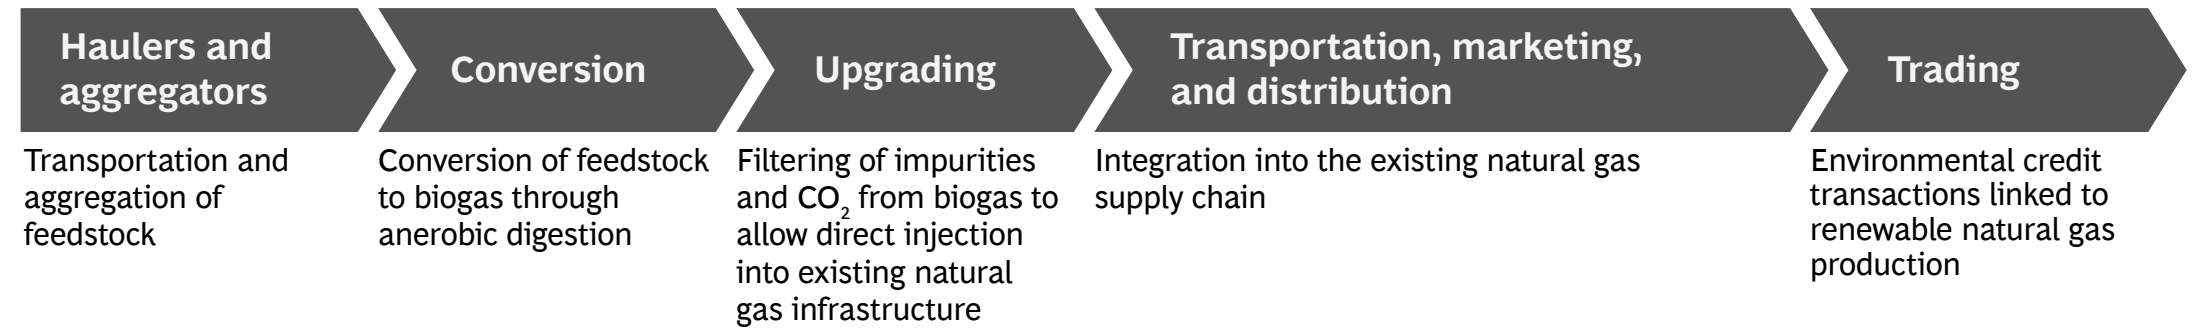 Haulers and
aggregators
Transportation and
aggregation of
feedstock
Conversion
Conversion of feedstock
to biogas through
anerobic digestion
Upgrading
Filtering of impurities
and CO₂ from biogas to
allow direct injection
into existing natural
gas infrastructure
Transportation, marketing,
and distribution
Integration into the existing natural gas
supply chain
Trading
Environmental credit
transactions linked to
renewable natural gas
production